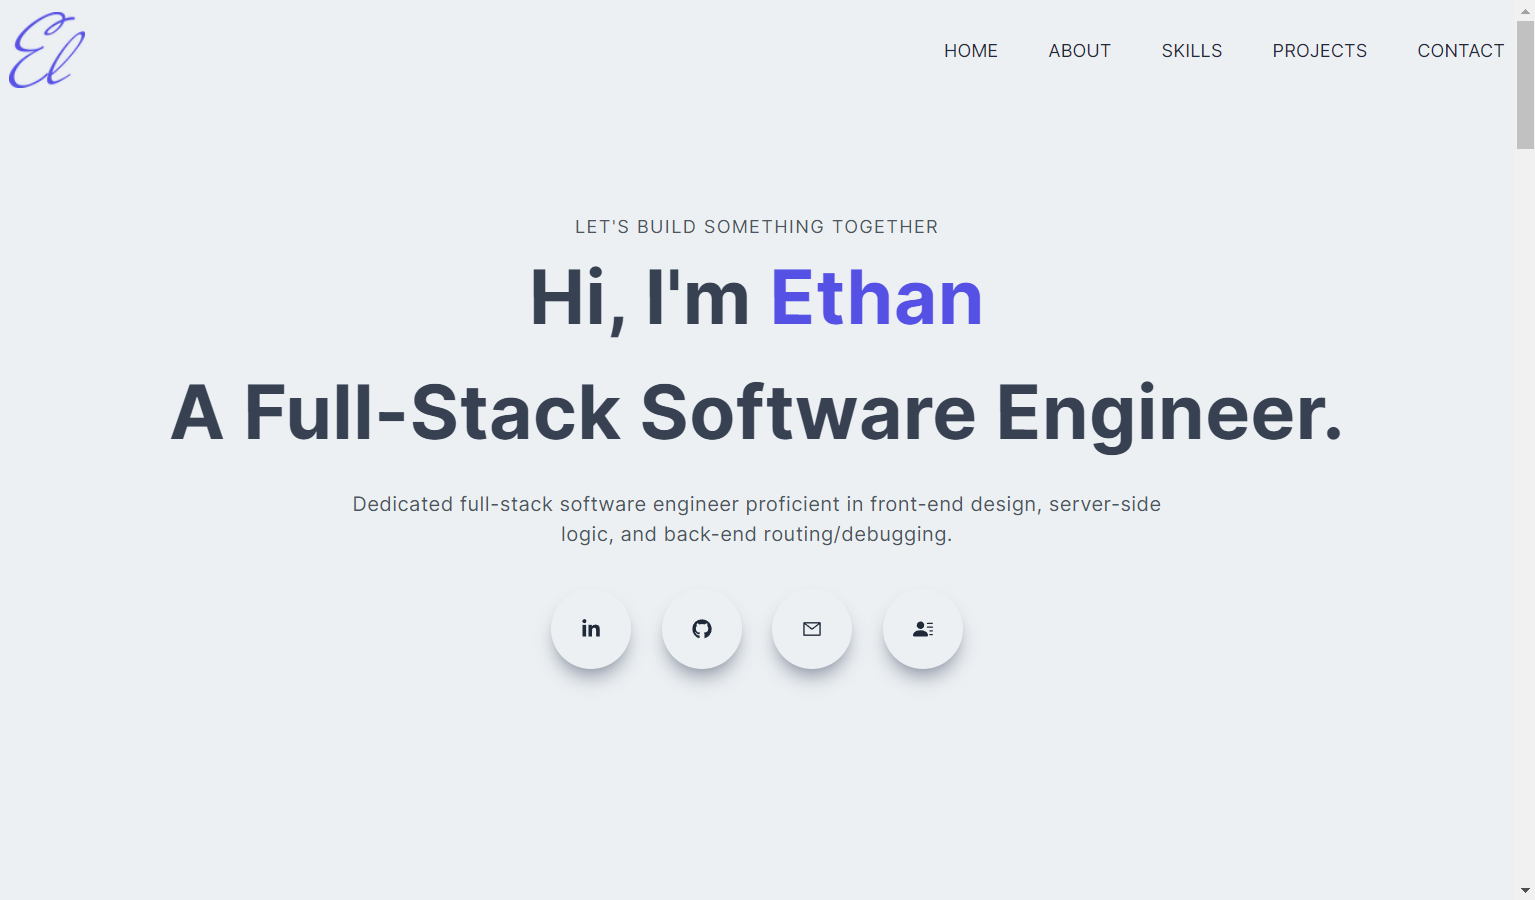 El
HOME ABOUT SKILLS PROJECTS CONTACT
LET'S BUILD SOMETHING TOGETHER
Hi, I'm Ethan
A Full-Stack Software Engineer.
Dedicated full-stack software engineer proficient in front-end design, server-side
logic, and back-end routing/debugging.
in